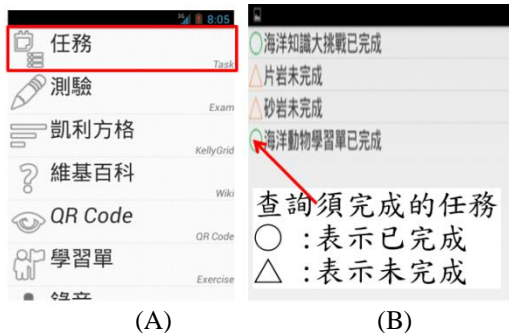 3G 8:05
任務
Task
測驗
Exam
凱利方格
KellyGrid
維基百科
Wiki
QR Code
QR Code
學習單
Exercise
錄音
(A)
○海洋知識大挑戰已完成
△片岩未完成
△砂岩未完成
○海洋動物學習單已完成
查詢須完成的任務
○ :表示已完成
△ :表示未完成
(B)